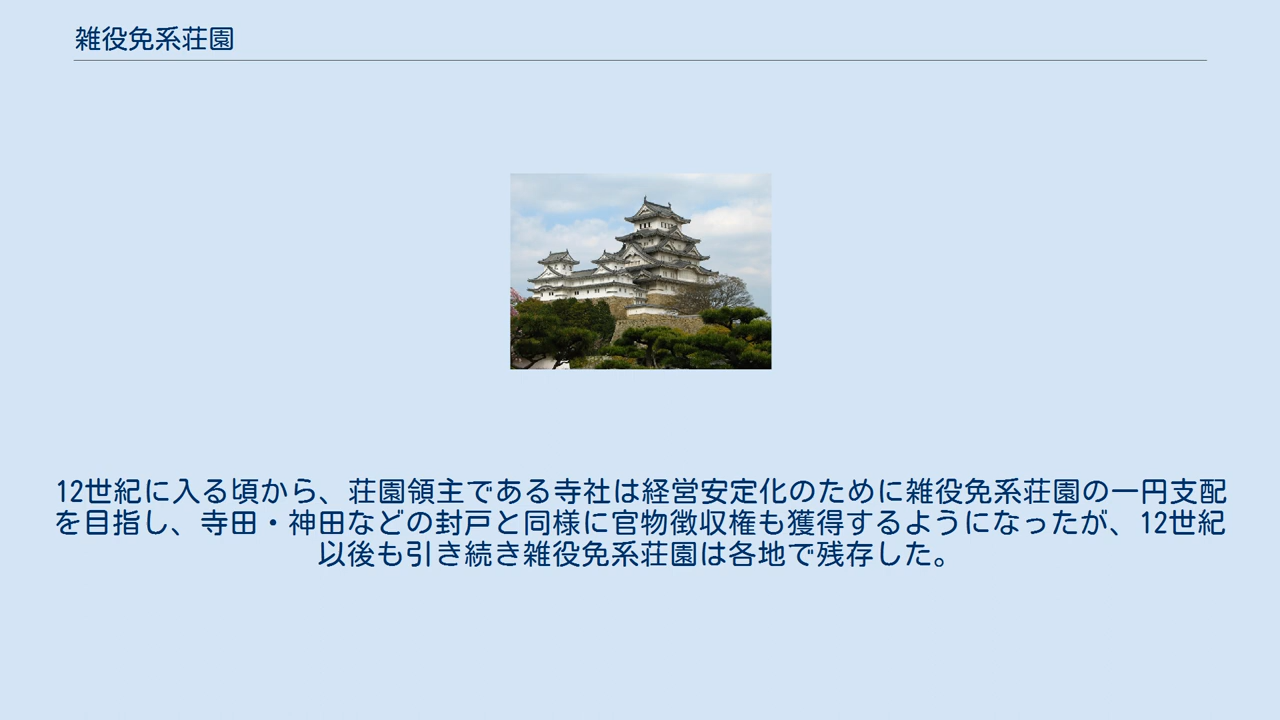 雑役免系荘園
12世紀に入る頃から、荘園領主である寺社は経営安定化のために雑役免系荘園の一円支配
を目指し、寺田・神田などの封戸と同様に官物徴収権も獲得するようになったが、12世紀
以後も引き続き雑役免系荘園は各地で残存した。